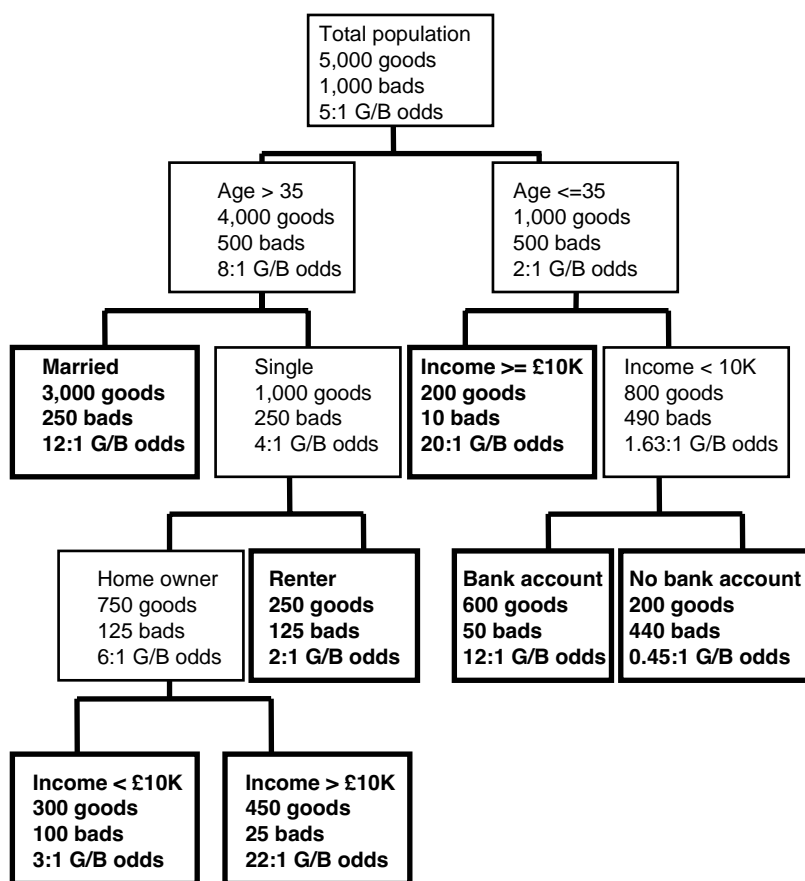 Total population
5,000 goods
1,000 bads
5:1 G/B odds
Age > 35
4,000 goods
500 bads
8:1 G/B odds
Age <=35
1,000 goods
500 bads
2:1 G/B odds
Married
3,000 goods
250 bads
12:1 G/B odds
Single
1,000 goods
250 bads
4:1 G/B odds
Income >= £10K
200 goods
10 bads
20:1 G/B odds
Income < 10K
800 goods
490 bads
1.63:1 G/B odds
Home owner
750 goods
125 bads
6:1 G/B odds
Renter
250 goods
125 bads
2:1 G/B odds
Bank account
600 goods
50 bads
12:1 G/B odds
No bank account
200 goods
440 bads
0.45:1 G/B odds
Income < £10K
300 goods
100 bads
3:1 G/B odds
Income > £10K
450 goods
25 bads
22:1 G/B odds